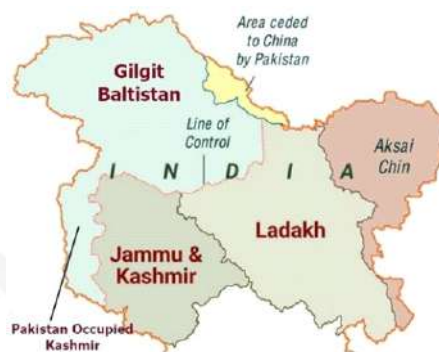 Area ceded
to China
by Pakistan
Gilgit
Baltistan
Line of
Control
Aksai
Chin
I N D I A
Ladakh
Jammu &
Kashmir
Pakistan Occupied
Kashmir